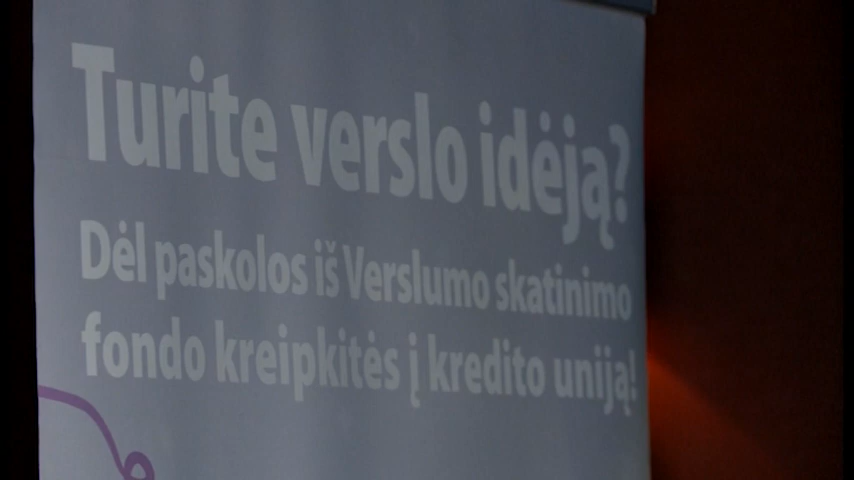 Turite verslo idėją?
Dėl paskolos iš Verslumo skatinimo
fondo kreipkitės į kredito uniją!